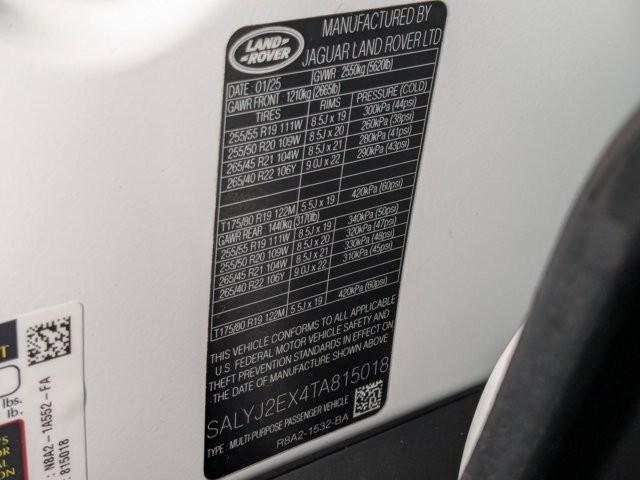 LAND
ROVER
MANUFACTURED BY
JAGUAR LAND ROVER LTD
DATE: 01/25 GVWR 2550kg (5620lb)
GAWR FRONT : 1210kg (2665lb)
TIRES RIMS PRESSURE (COLD)
255/55 R19 111W 8.5J x 19 300kPa (44psi)
255/50 R20 109W 8.5J x 20 260kPa (38psi)
265/45 R21 104W 8.5J x 21 280kPa (41psi)
265/40 R22 106Y 9.0J x 22 290kPa (43psi)
T175/80 R19 122M 5.5J x 19 420kPa (60psi)
GAWR REAR 1440kg (3170lb)
255/55 R19 111W 8.5J x 19 340kPa (50psi)
255/50 R20 109W 8.5J x 20 320kPa (47psi)
265/45 R21 104W 8.5J x 21 330kPa (48psi)
265/40 R22 106Y 9.0J x 22 310kPa (45psi)
T175/80 R19 122M 5.5J x 19 420kPa (60psi)
THIS VEHICLE CONFORMS TO ALL APPLICABLE
U.S. FEDERAL MOTOR VEHICLE SAFETY AND
THEFT PREVENTION STANDARDS IN EFFECT ON
THE DATE OF MANUFACTURE SHOWN ABOVE
SALYJ2EX4TA815018
TYPE: MULTI-PURPOSE PASSENGER VEHICLE
R8A2-1532-BA
T
lbs.
lb.
: N8A2 - 1A552 - FA
: 815018